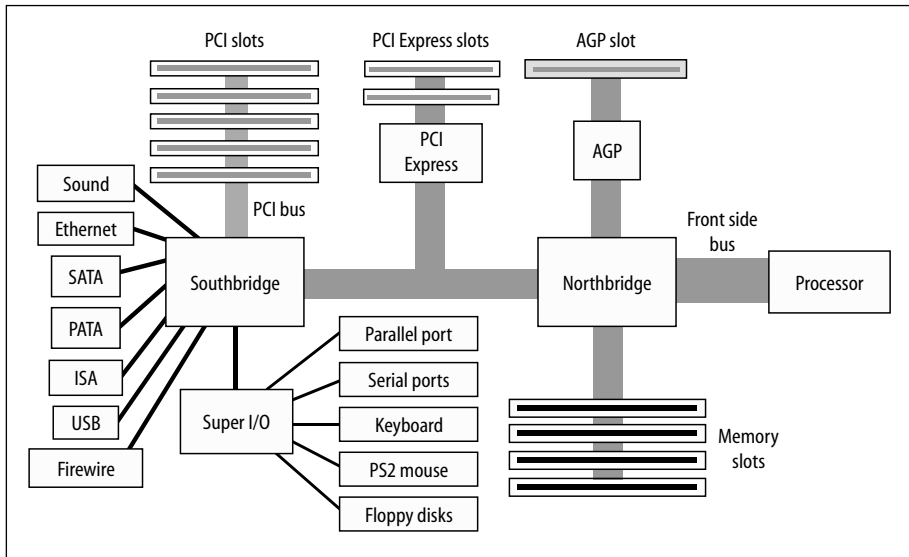 PCI slots
PCI Express slots
AGP slot
PCI
Express
AGP
Sound
PCI bus
Ethernet
Front side
bus
SATA
Southbridge
Northbridge
Processor
PATA
Parallel port
ISA
Serial ports
USB
Super I/O
Keyboard
Memory
slots
Firewire
PS2 mouse
Floppy disks